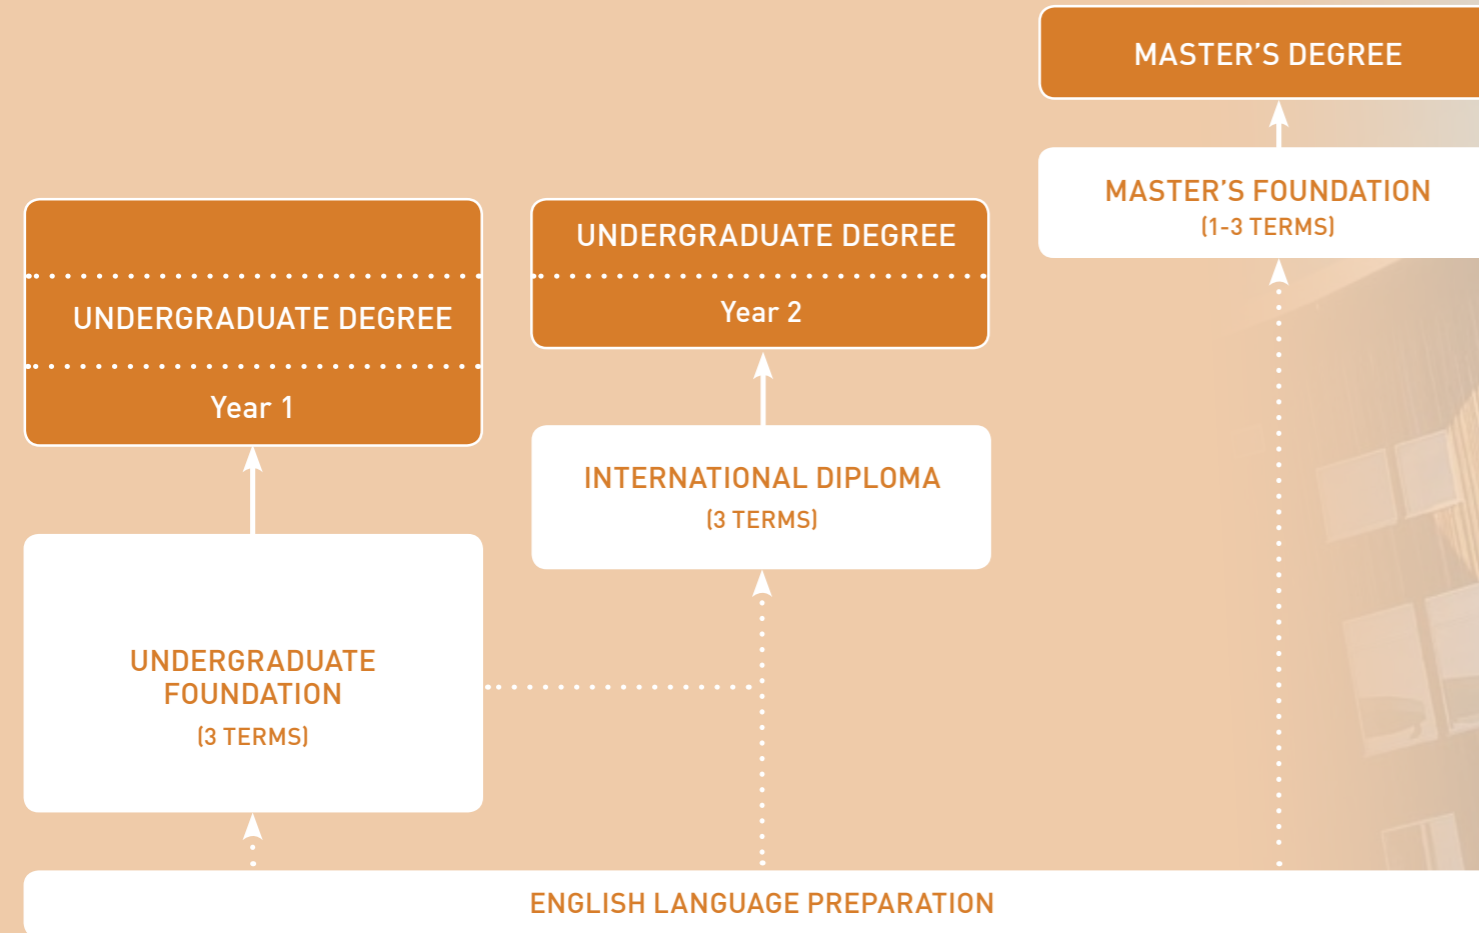 MASTER'S DEGREE
MASTER'S FOUNDATION
(1-3 TERMS)
UNDERGRADUATE DEGREE
Year 2
UNDERGRADUATE DEGREE
Year 1
INTERNATIONAL DIPLOMA
(3 TERMS)
UNDERGRADUATE
FOUNDATION
(3 TERMS)
ENGLISH LANGUAGE PREPARATION